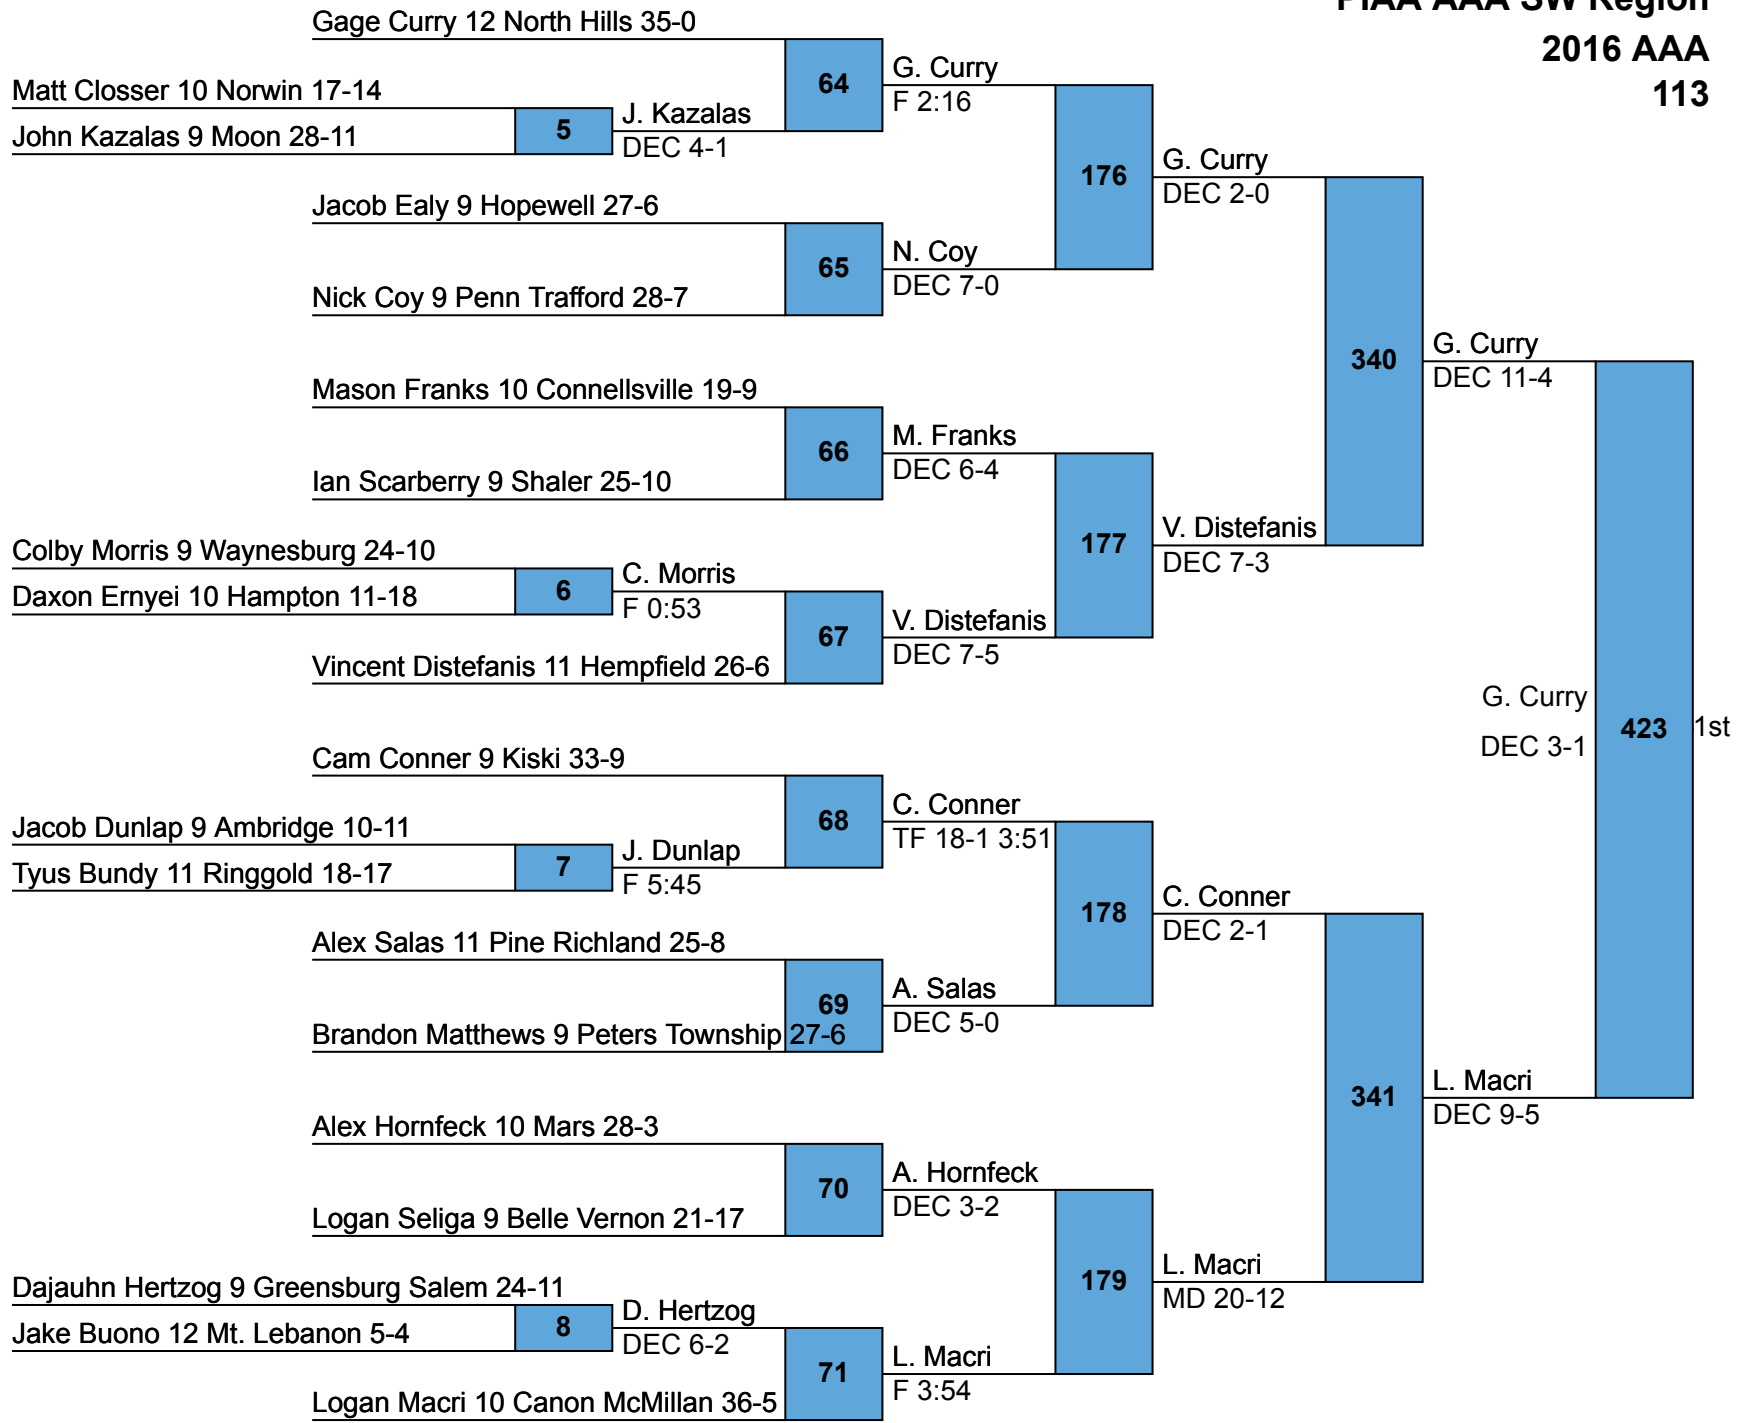 PIAA AAA SW Region
2016 AAA
113
Gage Curry 12 North Hills 35-0
Matt Closser 10 Norwin 17-14
John Kazalas 9 Moon 28-11
5
J. Kazalas
DEC 4-1
64
G. Curry
F 2:16
Jacob Ealy 9 Hopewell 27-6
Nick Coy 9 Penn Trafford 28-7
65
N. Coy
DEC 7-0
176
G. Curry
DEC 2-0
Mason Franks 10 Connellsville 19-9
Ian Scarberry 9 Shaler 25-10
66
M. Franks
DEC 6-4
Colby Morris 9 Waynesburg 24-10
Daxon Ernyei 10 Hampton 11-18
6
C. Morris
F 0:53
Vincent Distefanis 11 Hempfield 26-6
67
V. Distefanis
DEC 7-5
177
V. Distefanis
DEC 7-3
340
G. Curry
DEC 11-4
Cam Conner 9 Kiski 33-9
Jacob Dunlap 9 Ambridge 10-11
Tyus Bundy 11 Ringgold 18-17
7
J. Dunlap
F 5:45
68
C. Conner
TF 18-1 3:51
Alex Salas 11 Pine Richland 25-8
Brandon Matthews 9 Peters Township 27-6
69
A. Salas
DEC 5-0
178
C. Conner
DEC 2-1
Alex Hornfeck 10 Mars 28-3
Logan Seliga 9 Belle Vernon 21-17
70
A. Hornfeck
DEC 3-2
Dajauhn Hertzog 9 Greensburg Salem 24-11
Jake Buono 12 Mt. Lebanon 5-4
8
D. Hertzog
DEC 6-2
Logan Macri 10 Canon McMillan 36-5
71
L. Macri
F 3:54
179
L. Macri
MD 20-12
341
L. Macri
DEC 9-5
G. Curry
DEC 3-1
423
1st